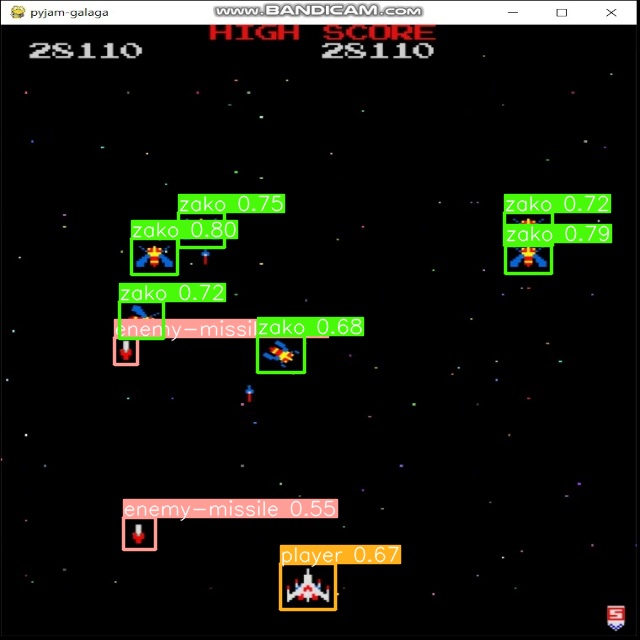 pyjam-galaga
www.BANDICAM.com
HIGH SCORE
28110
28110
zako 0.75
zako 0.72
zako 0.80
zako 0.79
zako 0.72
enemy-missil
zako 0.68
enemy-missile 0.55
player 0.67
5